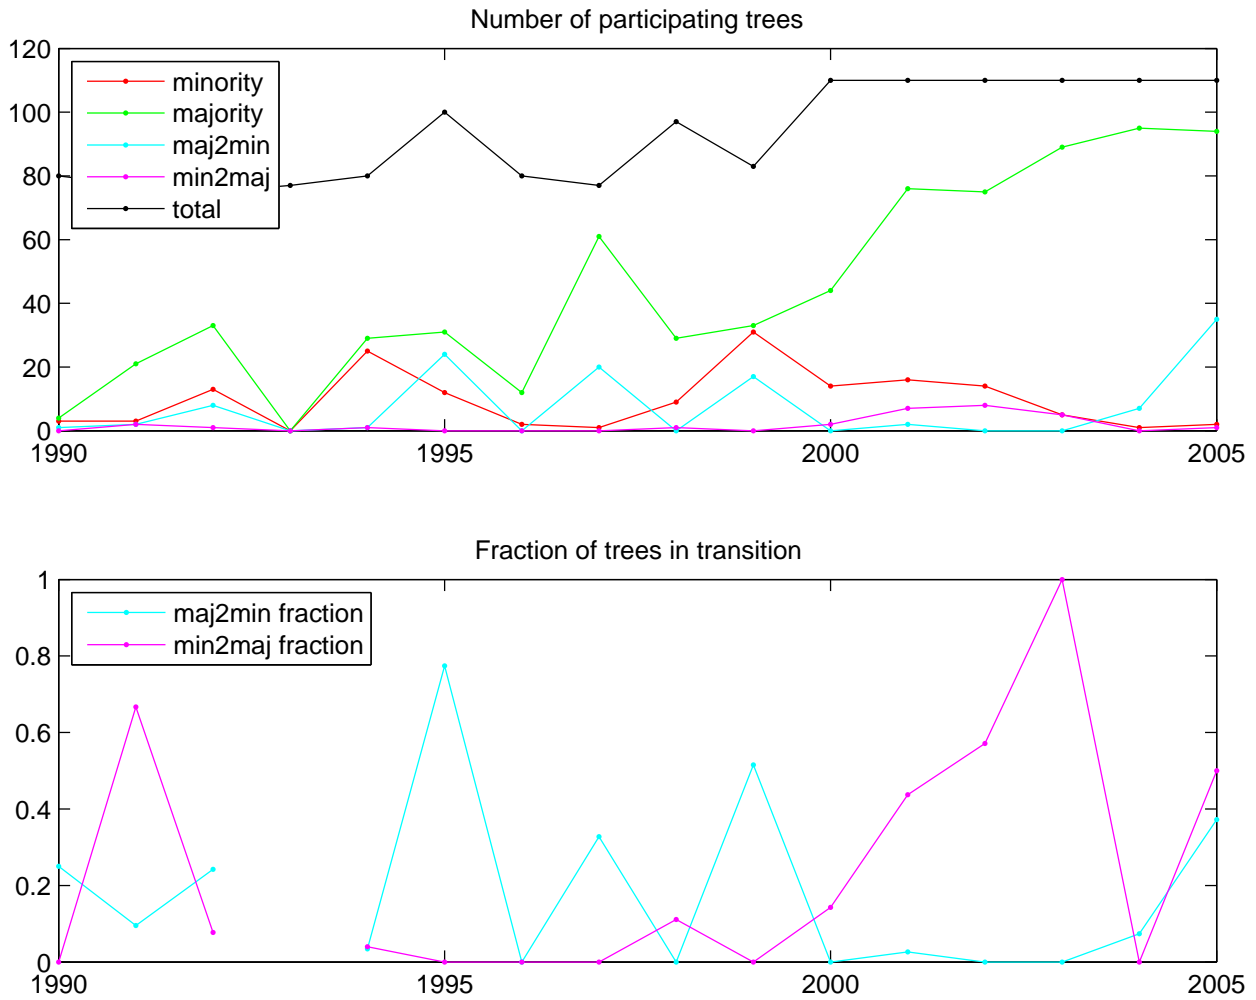 Number of participating trees
120
100
80
60
40
20
0
minority
majority
maj2min
min2maj
total
1990 1995 2000 2005
Fraction of trees in transition
1
0.8
0.6
0.4
0.2
0
maj2min fraction
min2maj fraction
1990 1995 2000 2005